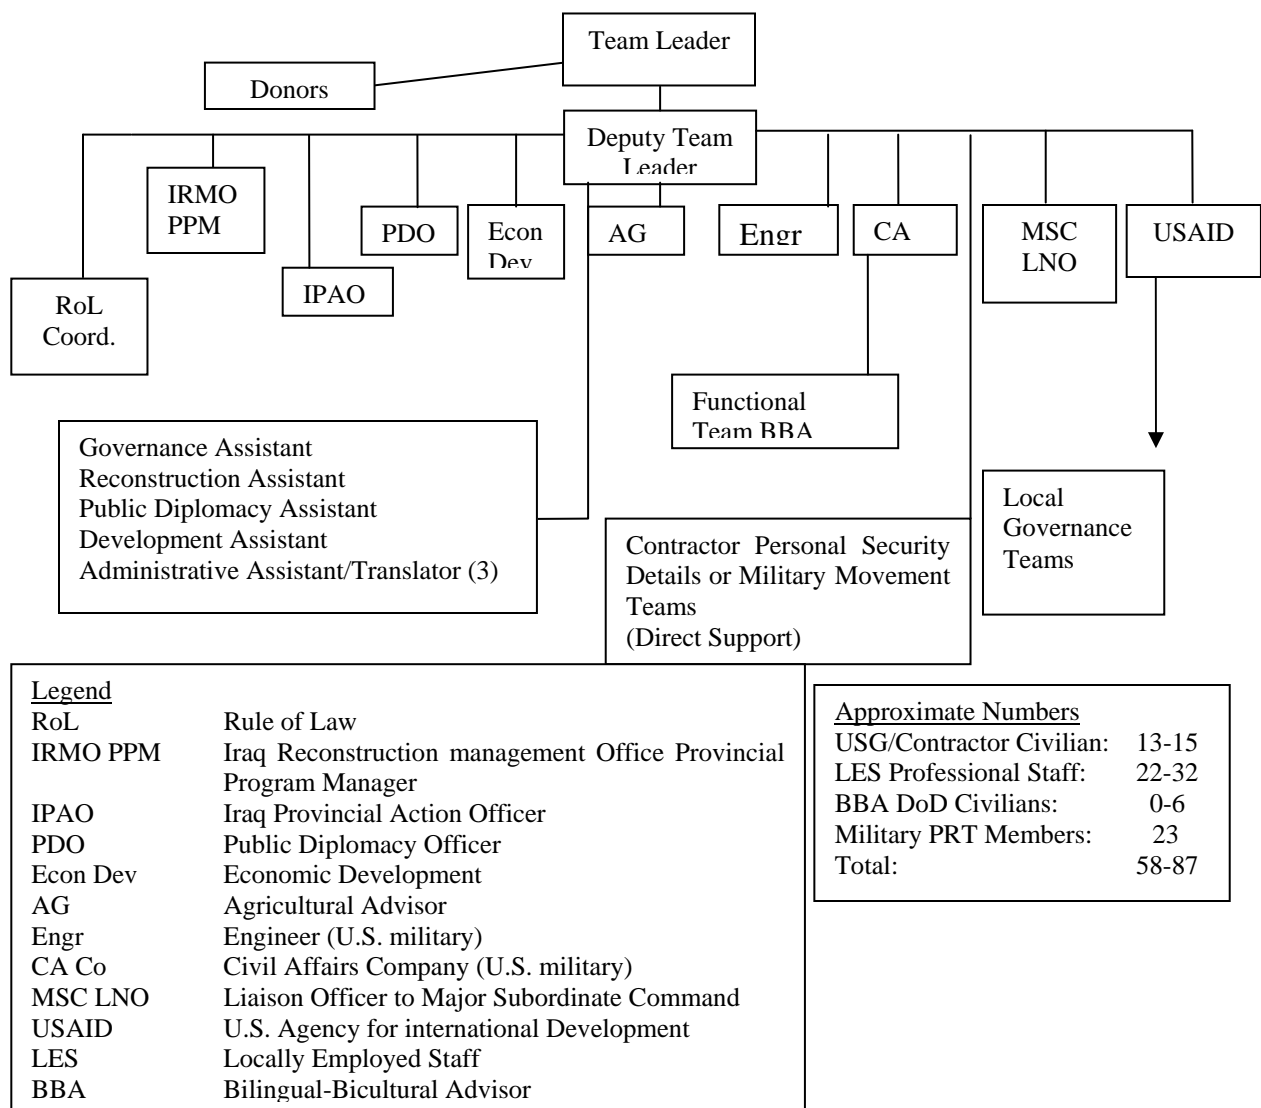 Team Leader
Donors
Deputy Team
Leader
IRMO
PPM
PDO
Econ
Dev
AG
Engr
CA
MSC
LNO
USAID
IPAO
RoL
Coord.
Functional
Team BBA
Governance Assistant
Reconstruction Assistant
Public Diplomacy Assistant
Development Assistant
Administrative Assistant/Translator (3)
Local
Governance
Teams
Contractor Personal Security
Details or Military Movement
Teams
(Direct Support)
Legend
RoL Rule of Law
IRMO PPM Iraq Reconstruction management Office Provincial
Program Manager
IPAO Iraq Provincial Action Officer
PDO Public Diplomacy Officer
Econ Dev Economic Development
AG Agricultural Advisor
Engr Engineer (U.S. military)
CA Co Civil Affairs Company (U.S. military)
MSC LNO Liaison Officer to Major Subordinate Command
USAID U.S. Agency for international Development
LES Locally Employed Staff
BBA Bilingual-Bicultural Advisor
Approximate Numbers
USG/Contractor Civilian: 13-15
LES Professional Staff: 22-32
BBA DoD Civilians: 0-6
Military PRT Members: 23
Total: 58-87